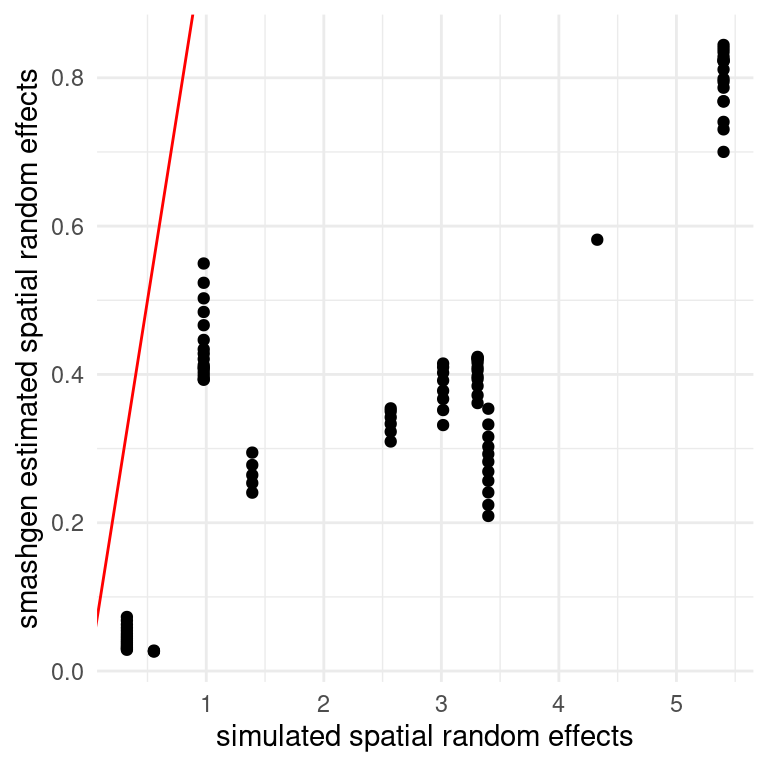 smashgen estimated spatial random effects
0.8
0.6
0.4
0.2
0.0
1 2 3 4 5
simulated spatial random effects